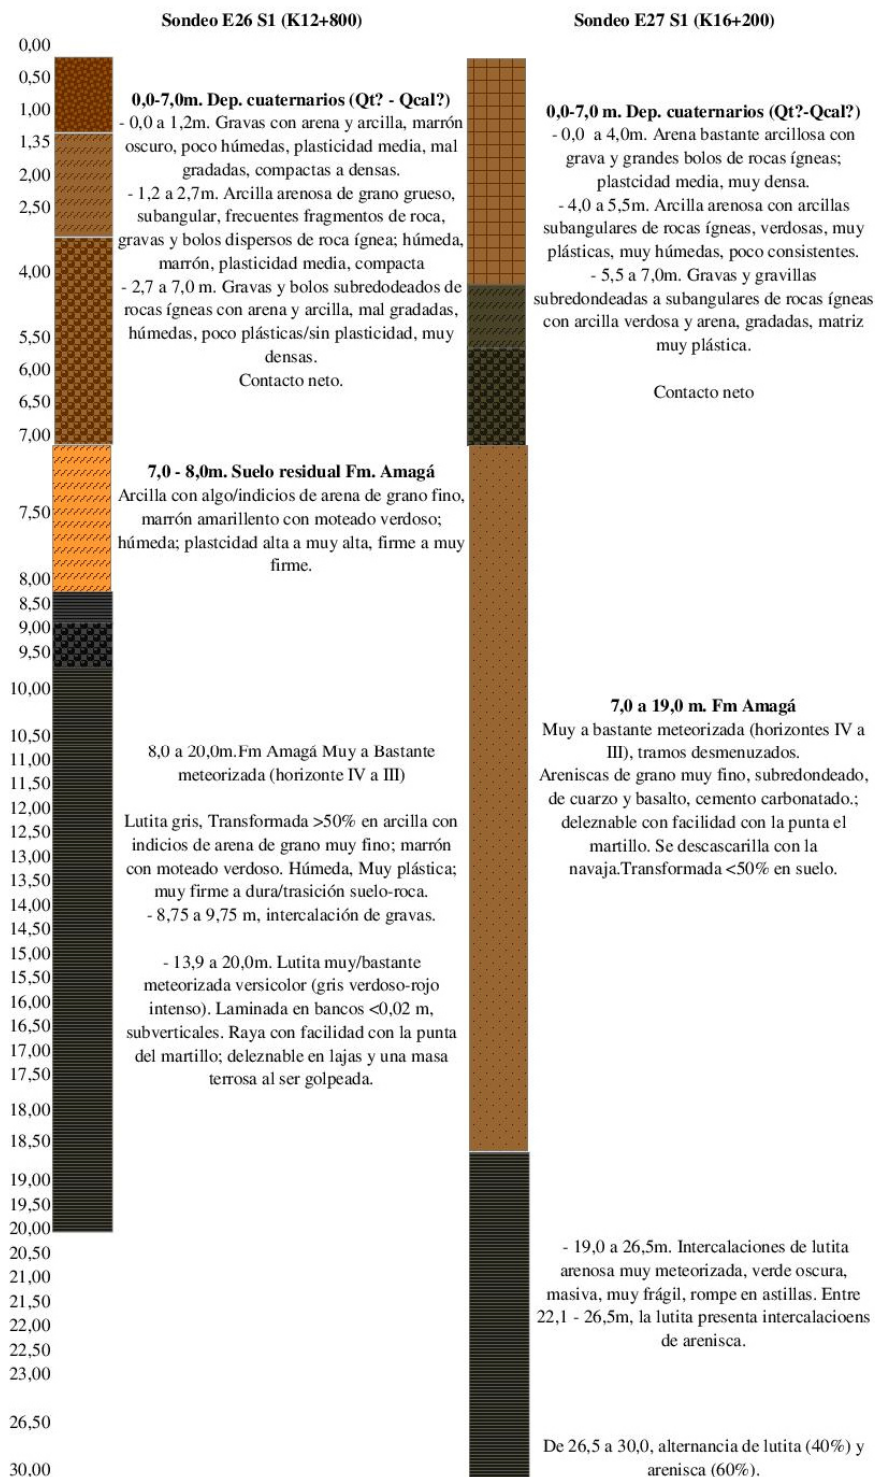 Sondeo E26 S1 (K12+800)
0,00
0,50
1,00
1,35
2,00
2,50
4,00
5,50
6,00
6,50
7,00
7,50
8,00
8,50
9,00
9,50
10,00
10,50
11,00
11,50
12,00
12,50
13,00
13,50
14,00
14,50
15,00
15,50
16,00
16,50
17,00
17,50
18,00
18,50
19,00
19,50
20,00
20,50
21,00
21,50
22,00
22,50
23,00
26,50
30,00
0,0-7,0m. Dep. cuaternarios (Qt? - Qcal?)
- 0,0 a 1,2m. Gravas con arena y arcilla, marrón
oscuro, poco húmedas, plasticidad media, mal
gradadas, compactas a densas.
- 1,2 a 2,7m. Arcilla arenosa de grano grueso,
subangular, frecuentes fragmentos de roca,
gravas y bolos dispersos de roca ígnea; húmeda,
marrón, plasticidad media, compacta
- 2,7 a 7,0 m. Gravas y bolos subredodeados de
rocas ígneas con arena y arcilla, mal gradadas,
húmedas, poco plásticas/sin plasticidad, muy
densas.
Contacto neto.
7,0 - 8,0m. Suelo residual Fm. Amagá
Arcilla con algo/indicios de arena de grano fino,
marrón amarillento con moteado verdoso;
húmeda; plastcidad alta a muy alta, firme a muy
firme.
8,0 a 20,0m.Fm Amagá Muy a Bastante
meteorizada (horizonte IV a III)
Lutita gris, Transformada >50% en arcilla con
indicios de arena de grano muy fino; marrón
con moteado verdoso. Húmeda, Muy plástica;
muy firme a dura/trasición suelo-roca.
- 8,75 a 9,75 m, intercalación de gravas.
- 13,9 a 20,0m. Lutita muy/bastante
meteorizada versicolor (gris verdoso-rojo
intenso). Laminada en bancos <0,02 m,
subverticales. Raya con facilidad con la punta
del martillo; deleznable en lajas y una masa
terrosa al ser golpeada.
Sondeo E27 S1 (K16+200)
0,0-7,0 m. Dep. cuaternarios (Qt?-Qcal?)
- 0,0 a 4,0m. Arena bastante arcillosa con
grava y grandes bolos de rocas ígneas;
plastcidad media, muy densa.
- 4,0 a 5,5m. Arcilla arenosa con arcillas
subangulares de rocas ígneas, verdosas, muy
plásticas, muy húmedas, poco consistentes.
- 5,5 a 7,0m. Gravas y gravillas
subredondeadas a subangulares de rocas ígneas
con arcilla verdosa y arena, gradadas, matriz
muy plástica.
Contacto neto
7,0 a 19,0 m. Fm Amagá
Muy a bastante meteorizada (horizontes IV a
III), tramos desmenuzados.
Areniscas de grano muy fino, subredondeado,
de cuarzo y basalto, cemento carbonatado.;
deleznable con facilidad con la punta el
martillo. Se descascarilla con la
navaja.Transformada <50% en suelo.
- 19,0 a 26,5m. Intercalaciones de lutita
arenosa muy meteorizada, verde oscura,
masiva, muy frágil, rompe en astillas. Entre
22,1 - 26,5m, la lutita presenta intercalacioens
de arenisca.
De 26,5 a 30,0, alternancia de lutita (40%) y
arenisca (60%).